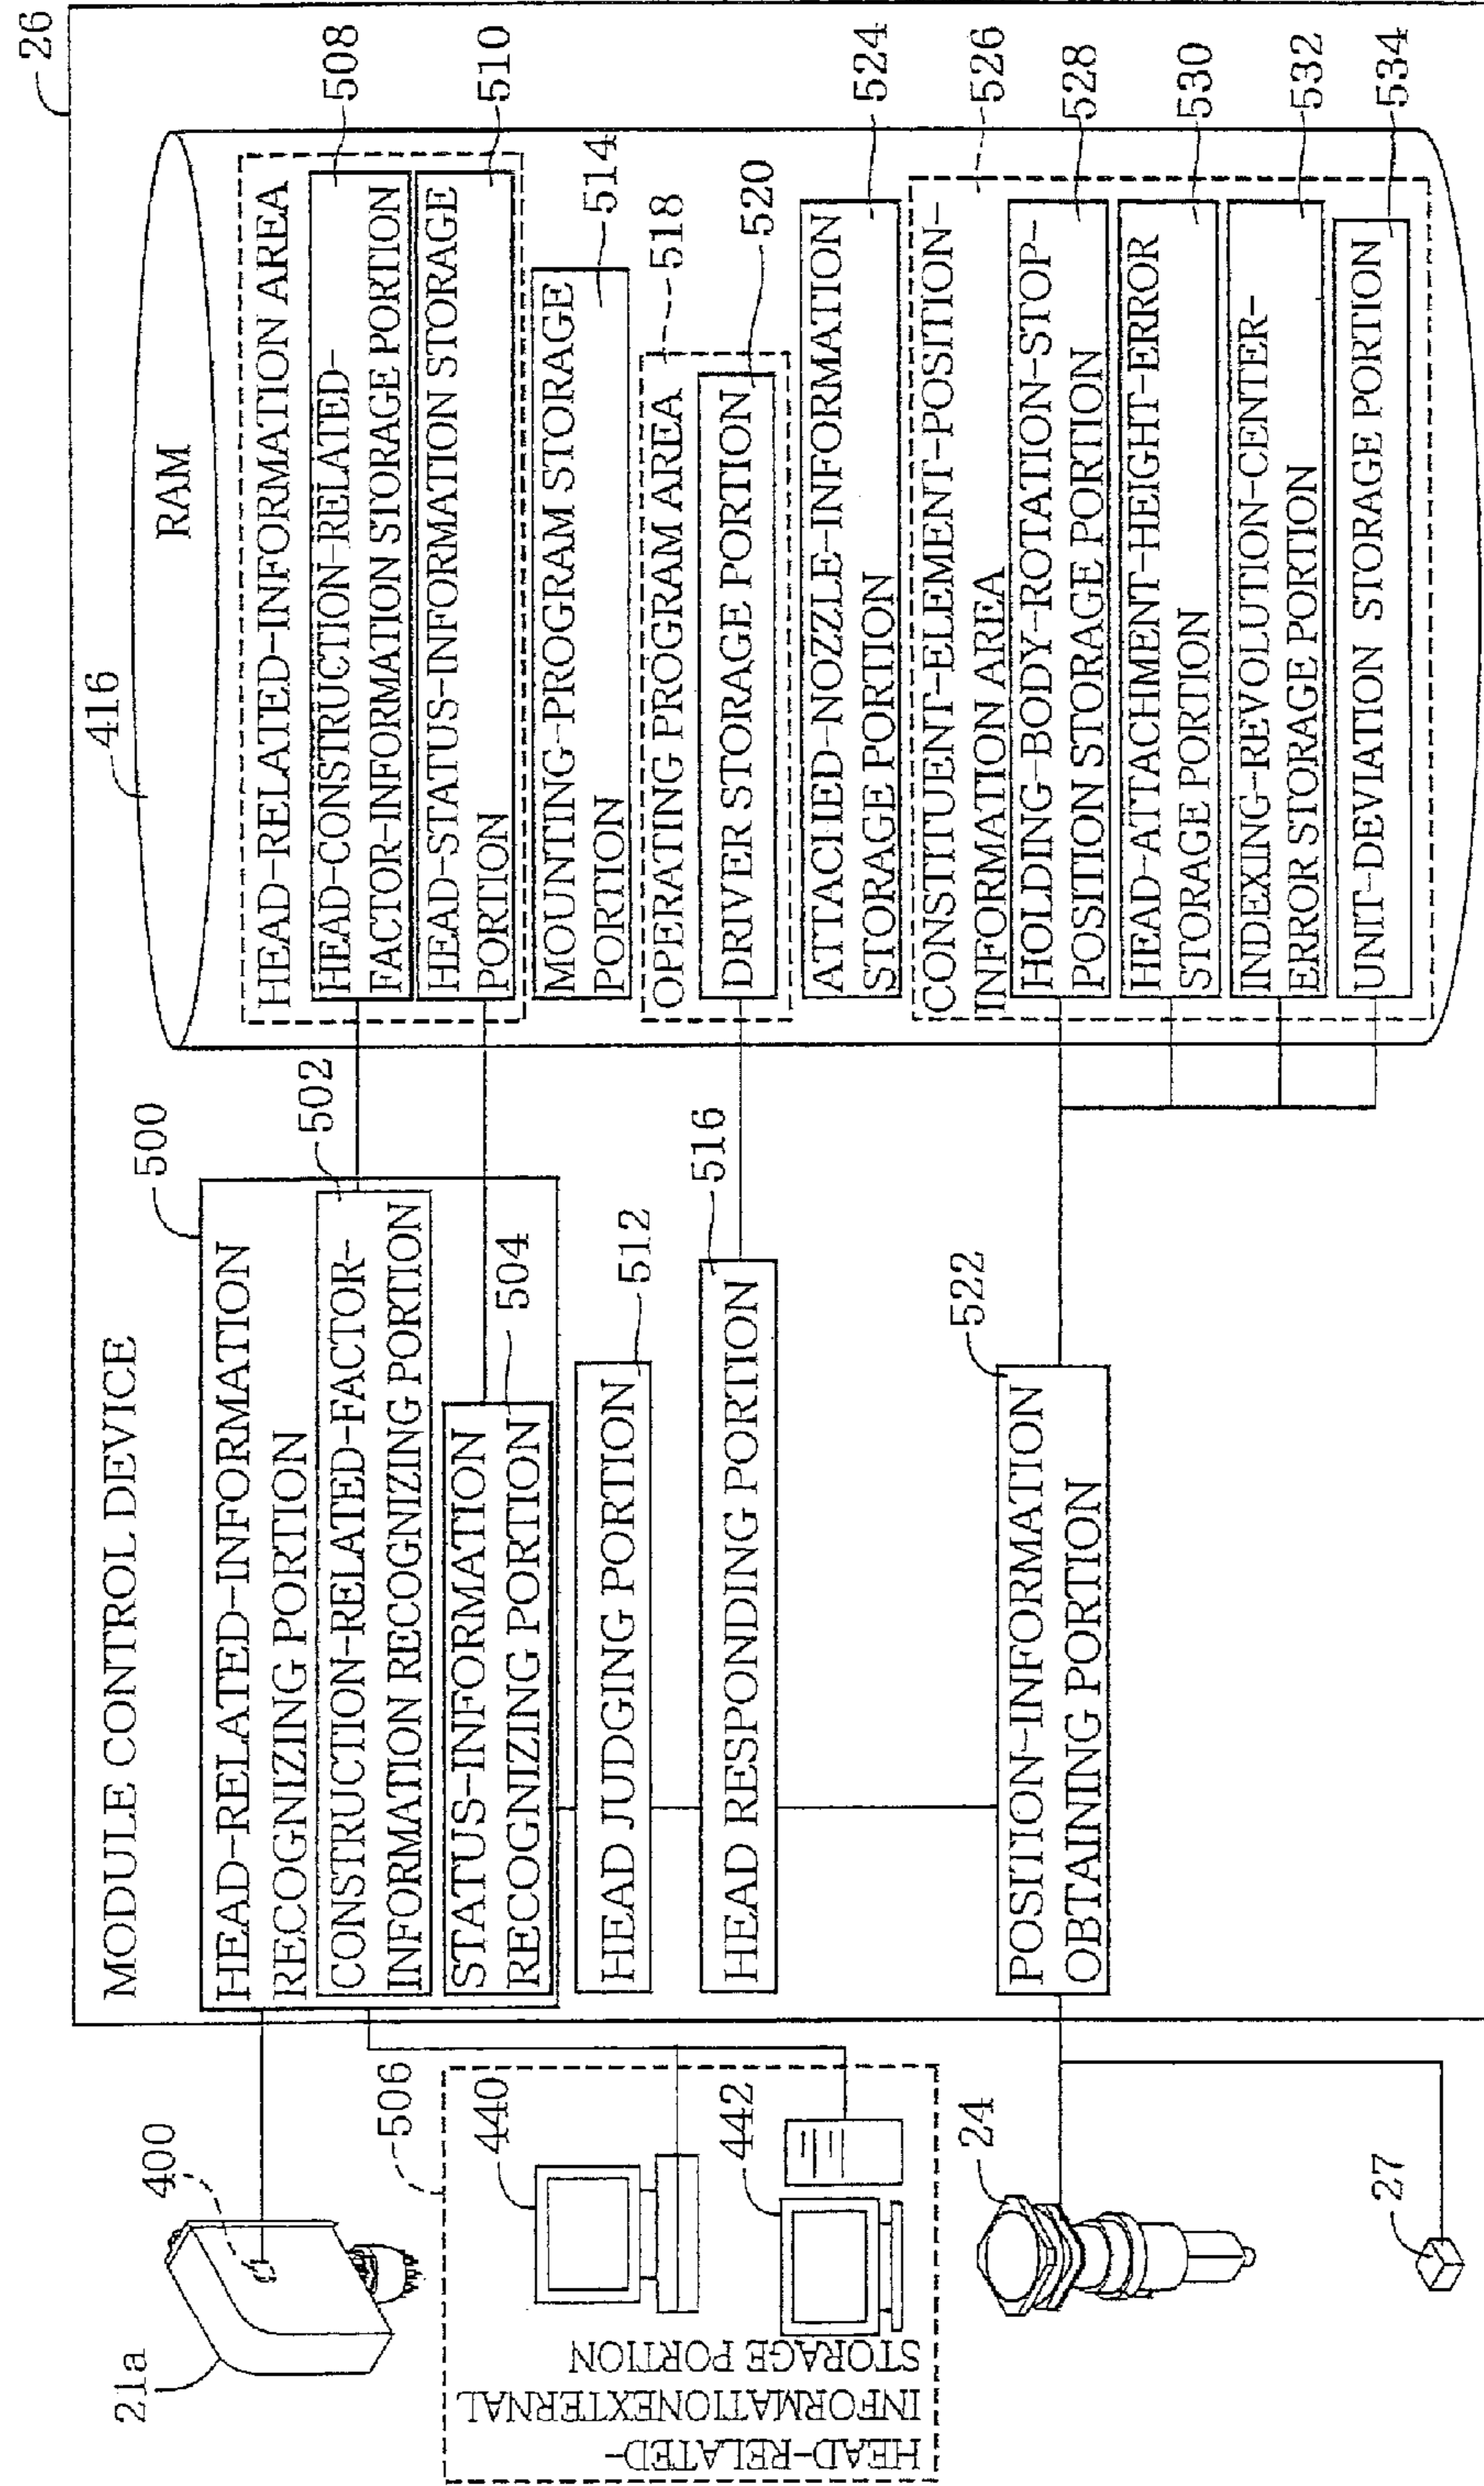 26
MODULE CONTROL DEVICE
500
HEAD-RELATED-INFORMATION
RECOGNIZING PORTION
502
CONSTRUCTION-RELATED-FACTOR-
INFORMATION RECOGNIZING PORTION
STATUS-INFORMATION
RECOGNIZING PORTION
504
HEAD JUDGING PORTION
512
HEAD RESPONDING PORTION
516
POSITION-INFORMATION
OBTAINING PORTION
522
21a
400
506
440
442
HEAD-RELATED-
INFORMATIONEXTERNAL
STORAGE PORTION
24
27
416
RAM
HEAD-RELATED-INFORMATION AREA
HEAD-CONSTRUCTION-RELATED-
FACTOR-INFORMATION STORAGE PORTION
508
HEAD-STATUS-INFORMATION STORAGE
PORTION
510
MOUNTING-PROGRAM STORAGE
PORTION
514
OPERATING PROGRAM AREA
518
DRIVER STORAGE PORTION
520
ATTACHED-NOZZLE-INFORMATION
STORAGE PORTION
524
CONSTITUENT-ELEMENT-POSITION-
INFORMATION AREA
526
HOLDING-BODY-ROTATION-STOP-
POSITION STORAGE PORTION
528
HEAD-ATTACHMENT-HEIGHT-ERROR
STORAGE PORTION
530
INDEXING-REVOLUTION-CENTER-
ERROR STORAGE PORTION
532
UNIT-DEVIATION STORAGE PORTION
534